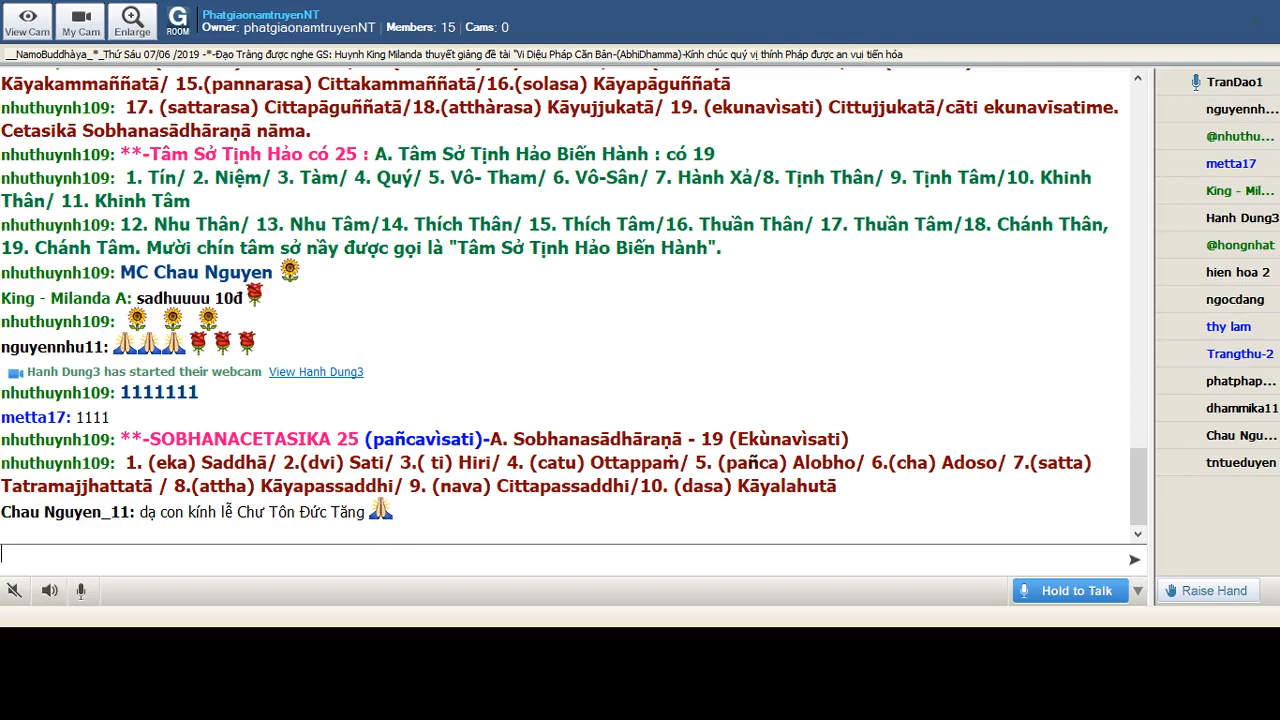 View Cam
My Cam
Enlarge
G
ROOM
PhatgiaonamtruyenNT
Owner: phatgiaonamtruyenNT | Members: 15 | Cams: 0
__NamoBuddhàya_*_Thứ Sáu 07/06 /2019 -*-Đạo Tràng được nghe GS: Huynh King Milanda thuyết giảng đề tài "Vi Diệu Pháp Căn Bản-(AbhiDhamma)-Kính chúc quý vị thính Pháp được an vui tiến hóa
Kāyakammaññatā/ 15.(pannarasa) Cittakammaññatā/16.(solasa) Kāyapāguññatā
nhuthuynh109: 17. (sattarasa) Cittapāguññatā/18.(atthàrasa) Kāyujjukatā/ 19. (ekunavìsati) Cittujjukatā/cāti ekunavìsatime.
Cetasikā Sobhanasādhāraṇā nāma.
nhuthuynh109: **-Tâm Sở Tịnh Hảo có 25 : A. Tâm Sở Tịnh Hảo Biến Hành : có 19
nhuthuynh109: 1. Tín/ 2. Niệm/ 3. Tàm/ 4. Quý/ 5. Vô- Tham/ 6. Vô-Sân/ 7. Hành Xả/8. Tịnh Thân/ 9. Tịnh Tâm/10. Khinh
Thân/ 11. Khinh Tâm
nhuthuynh109: 12. Nhu Thân/ 13. Nhu Tâm/14. Thích Thân/ 15. Thích Tâm/16. Thuần Thân/ 17. Thuần Tâm/18. Chánh Thân,
19. Chánh Tâm. Mười chín tâm sở nầy được gọi là "Tâm Sở Tịnh Hảo Biến Hành".
nhuthuynh109: MC Chau Nguyen
King - Milanda A: sadhuuuu 10đ
nhuthuynh109:
nguyennhu11:
Hanh Dung3 has started their webcam View Hanh Dung3
nhuthuynh109: 1111111
metta17: 1111
nhuthuynh109: **-SOBHANACETASIKA 25 (pañcavìsati)-A. Sobhanasādhāraṇā - 19 (Ekùnavìsati)
nhuthuynh109: 1. (eka) Saddhā/ 2.(dvi) Sati/ 3.( ti) Hiri/ 4. (catu) Ottappaṁ/ 5. (pañca) Alobho/ 6.(cha) Adoso/ 7.(satta)
Tatramajjhattatā / 8.(attha) Kāyapassaddhi/ 9. (nava) Cittapassaddhi/10. (dasa) Kāyalahutā
Chau Nguyen_11: dạ con kính lễ Chư Tôn Đức Tăng
Hold to Talk
TranDao1
nguyennh...
@nhuthu...
metta17
King - Mil...
Hanh Dung3
@hongnhat
hien hoa 2
ngocdang
thy lam
Trangthu-2
phatphap...
dhammika11
Chau Ngu...
tntueduyen
Raise Hand